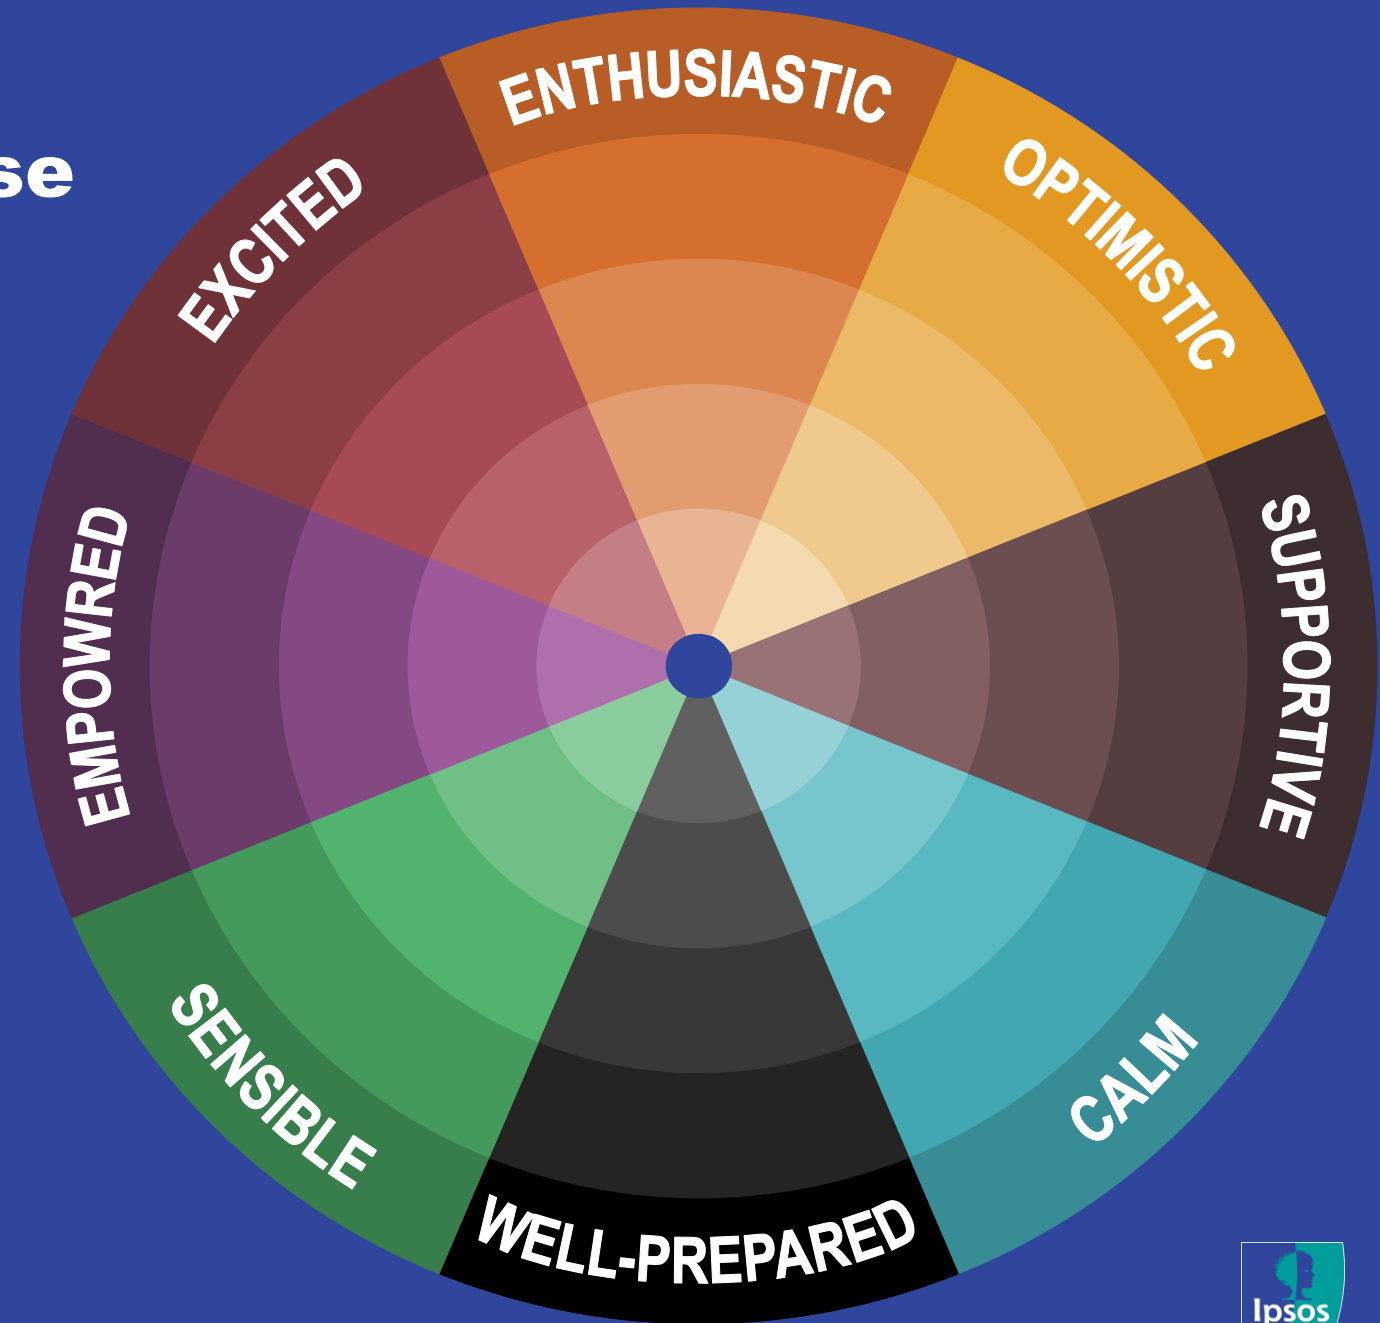 se
ENTHUSIASTIC
OPTIMISTIC
EXCITED
SUPPORTIVE
EMPOWRED
CALM
SENSIBLE
WELL-PREPARED
Ipsos